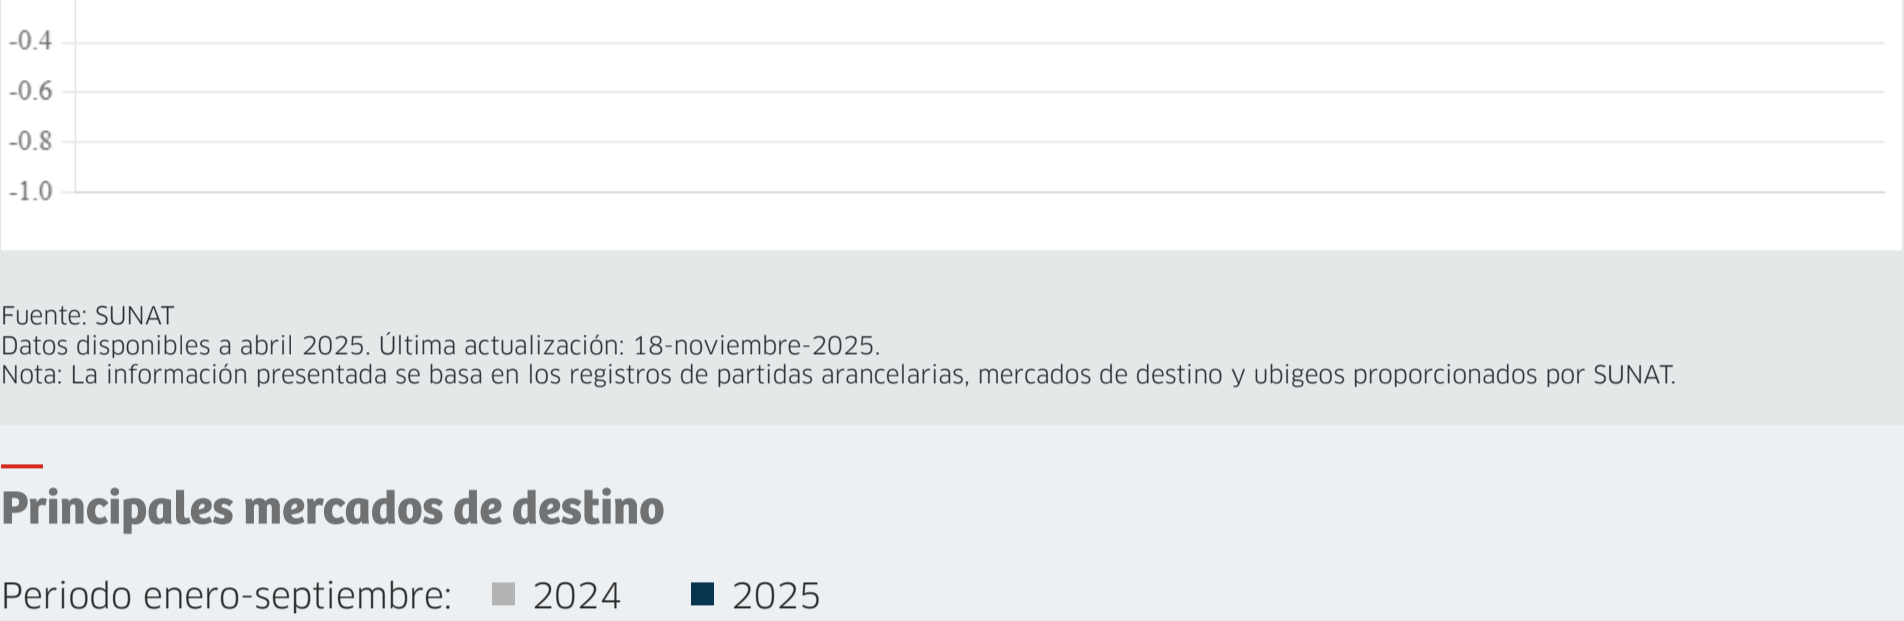 -0.4
-0.6
-0.8
-1.0
Fuente: SUNAT
Datos disponibles a abril 2025. Última actualización: 18-noviembre-2025.
Nota: La información presentada se basa en los registros de partidas arancelarias, mercados de destino y ubigeos proporcionados por SUNAT.
Principales mercados de destino
Periodo enero-septiembre: 2024 2025